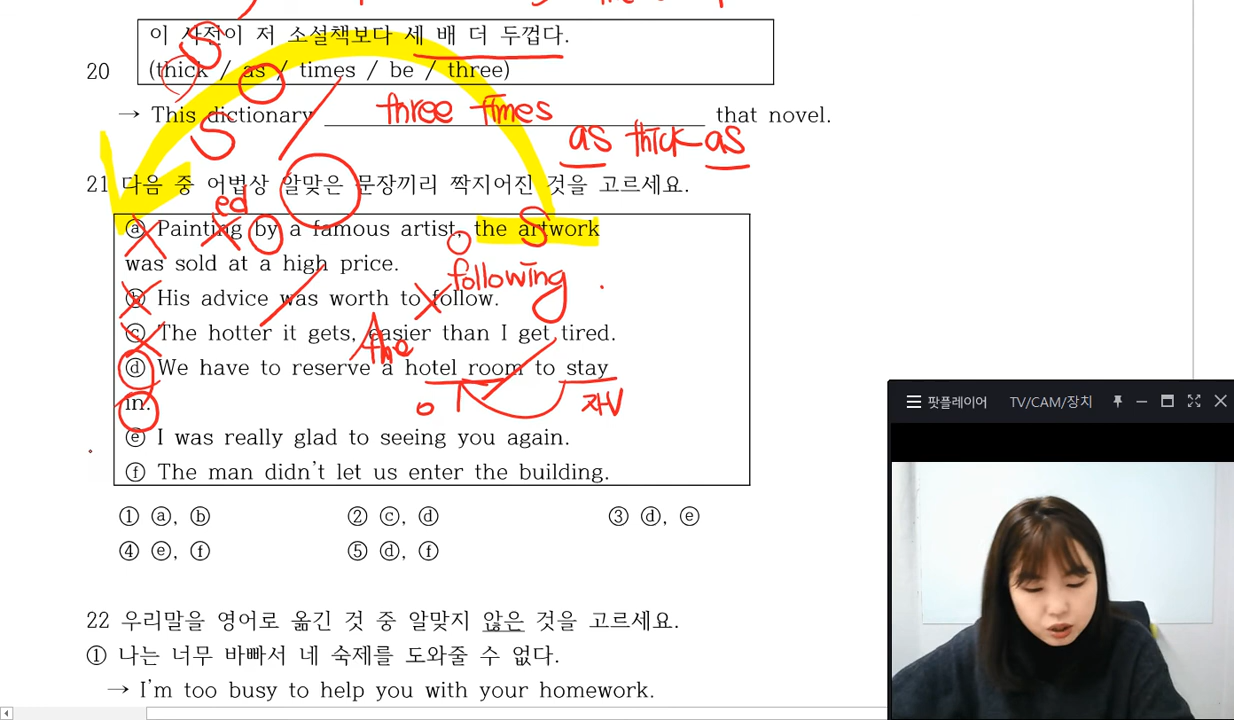 이 사전이 저 소설책보다 세 배 더 두껍다.
20 (thick / as / times / be / three)
→ This dictionary three times that novel.
as thick as
S
S
21 다음 중 어법상 알맞은 문장끼리 짝지어진 것을 고르세요.
ed
S
ⓐ Painting by a famous artist, the artwork
was sold at a high price.
following
ⓑ His advice was worth to follow.
ⓒ The hotter it gets, easier than I get tired.
the
ⓓ We have to reserve a hotel room to stay
in.
o 자V
ⓔ I was really glad to seeing you again.
ⓕ The man didn't let us enter the building.
① ⓐ, ⓑ ② ⓒ, ⓓ ③ ⓓ, ⓔ
④ ⓔ, ⓕ ⑤ ⓓ, ⓕ
22 우리말을 영어로 옮긴 것 중 알맞지 않은 것을 고르세요.
① 나는 너무 바빠서 네 숙제를 도와줄 수 없다.
→ I'm too busy to help you with your homework.
팟플레이어 TV/CAM/장치